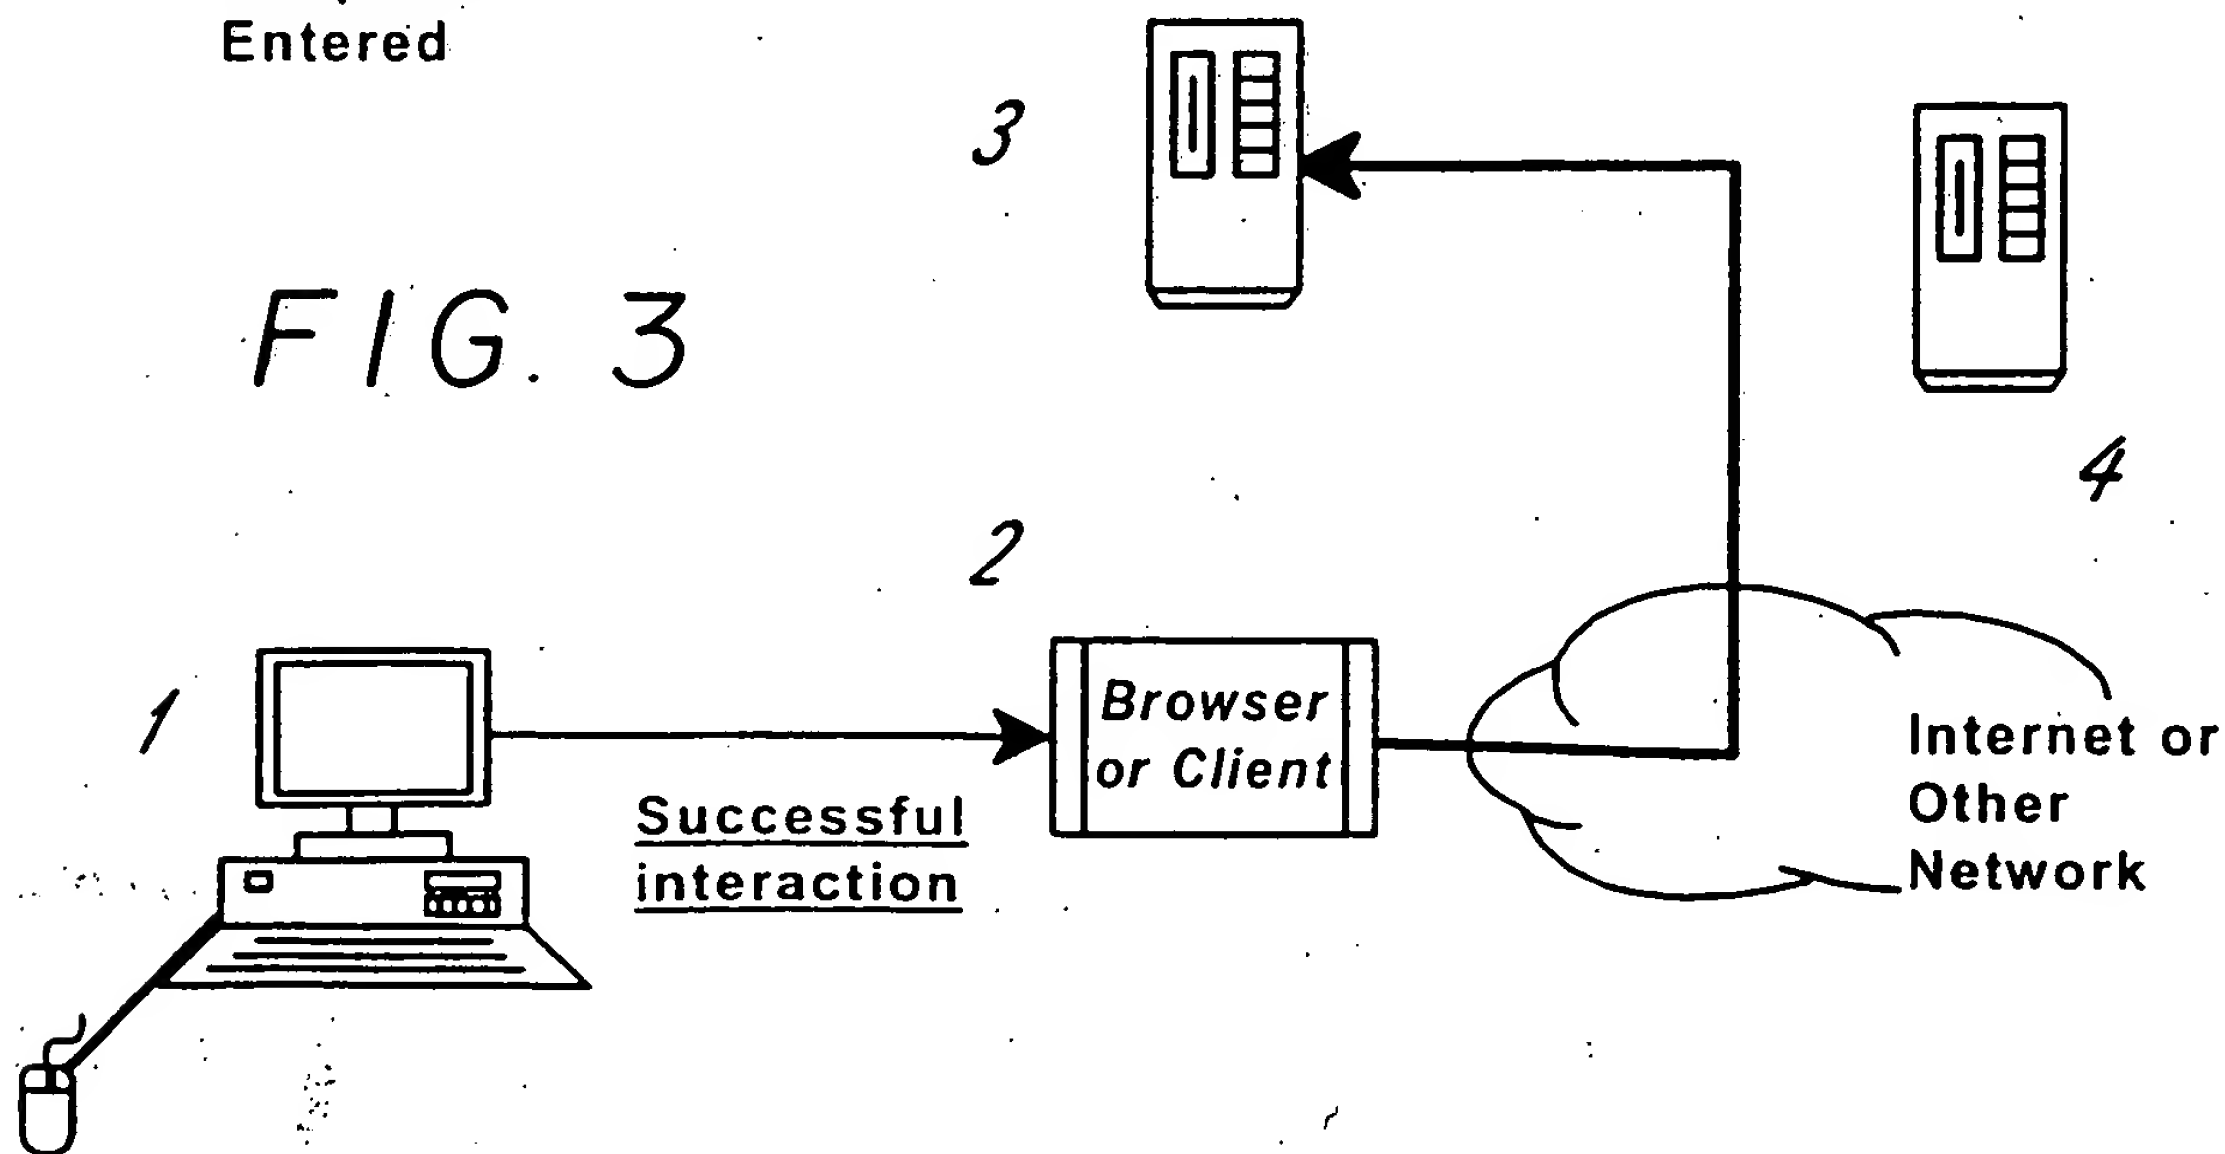 Entered
3
FIG. 3
4
2
1
Browser
or Client
Successful
interaction
Internet or
Other
Network